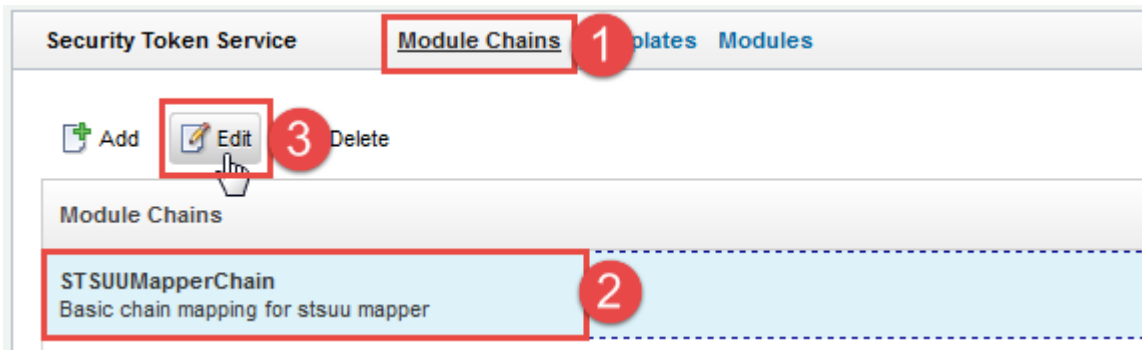 Security Token Service Module Chains 1 plates Modules
Add Edit 3 Delete
Module Chains
STSUUMapperChain
Basic chain mapping for stsuu mapper
2